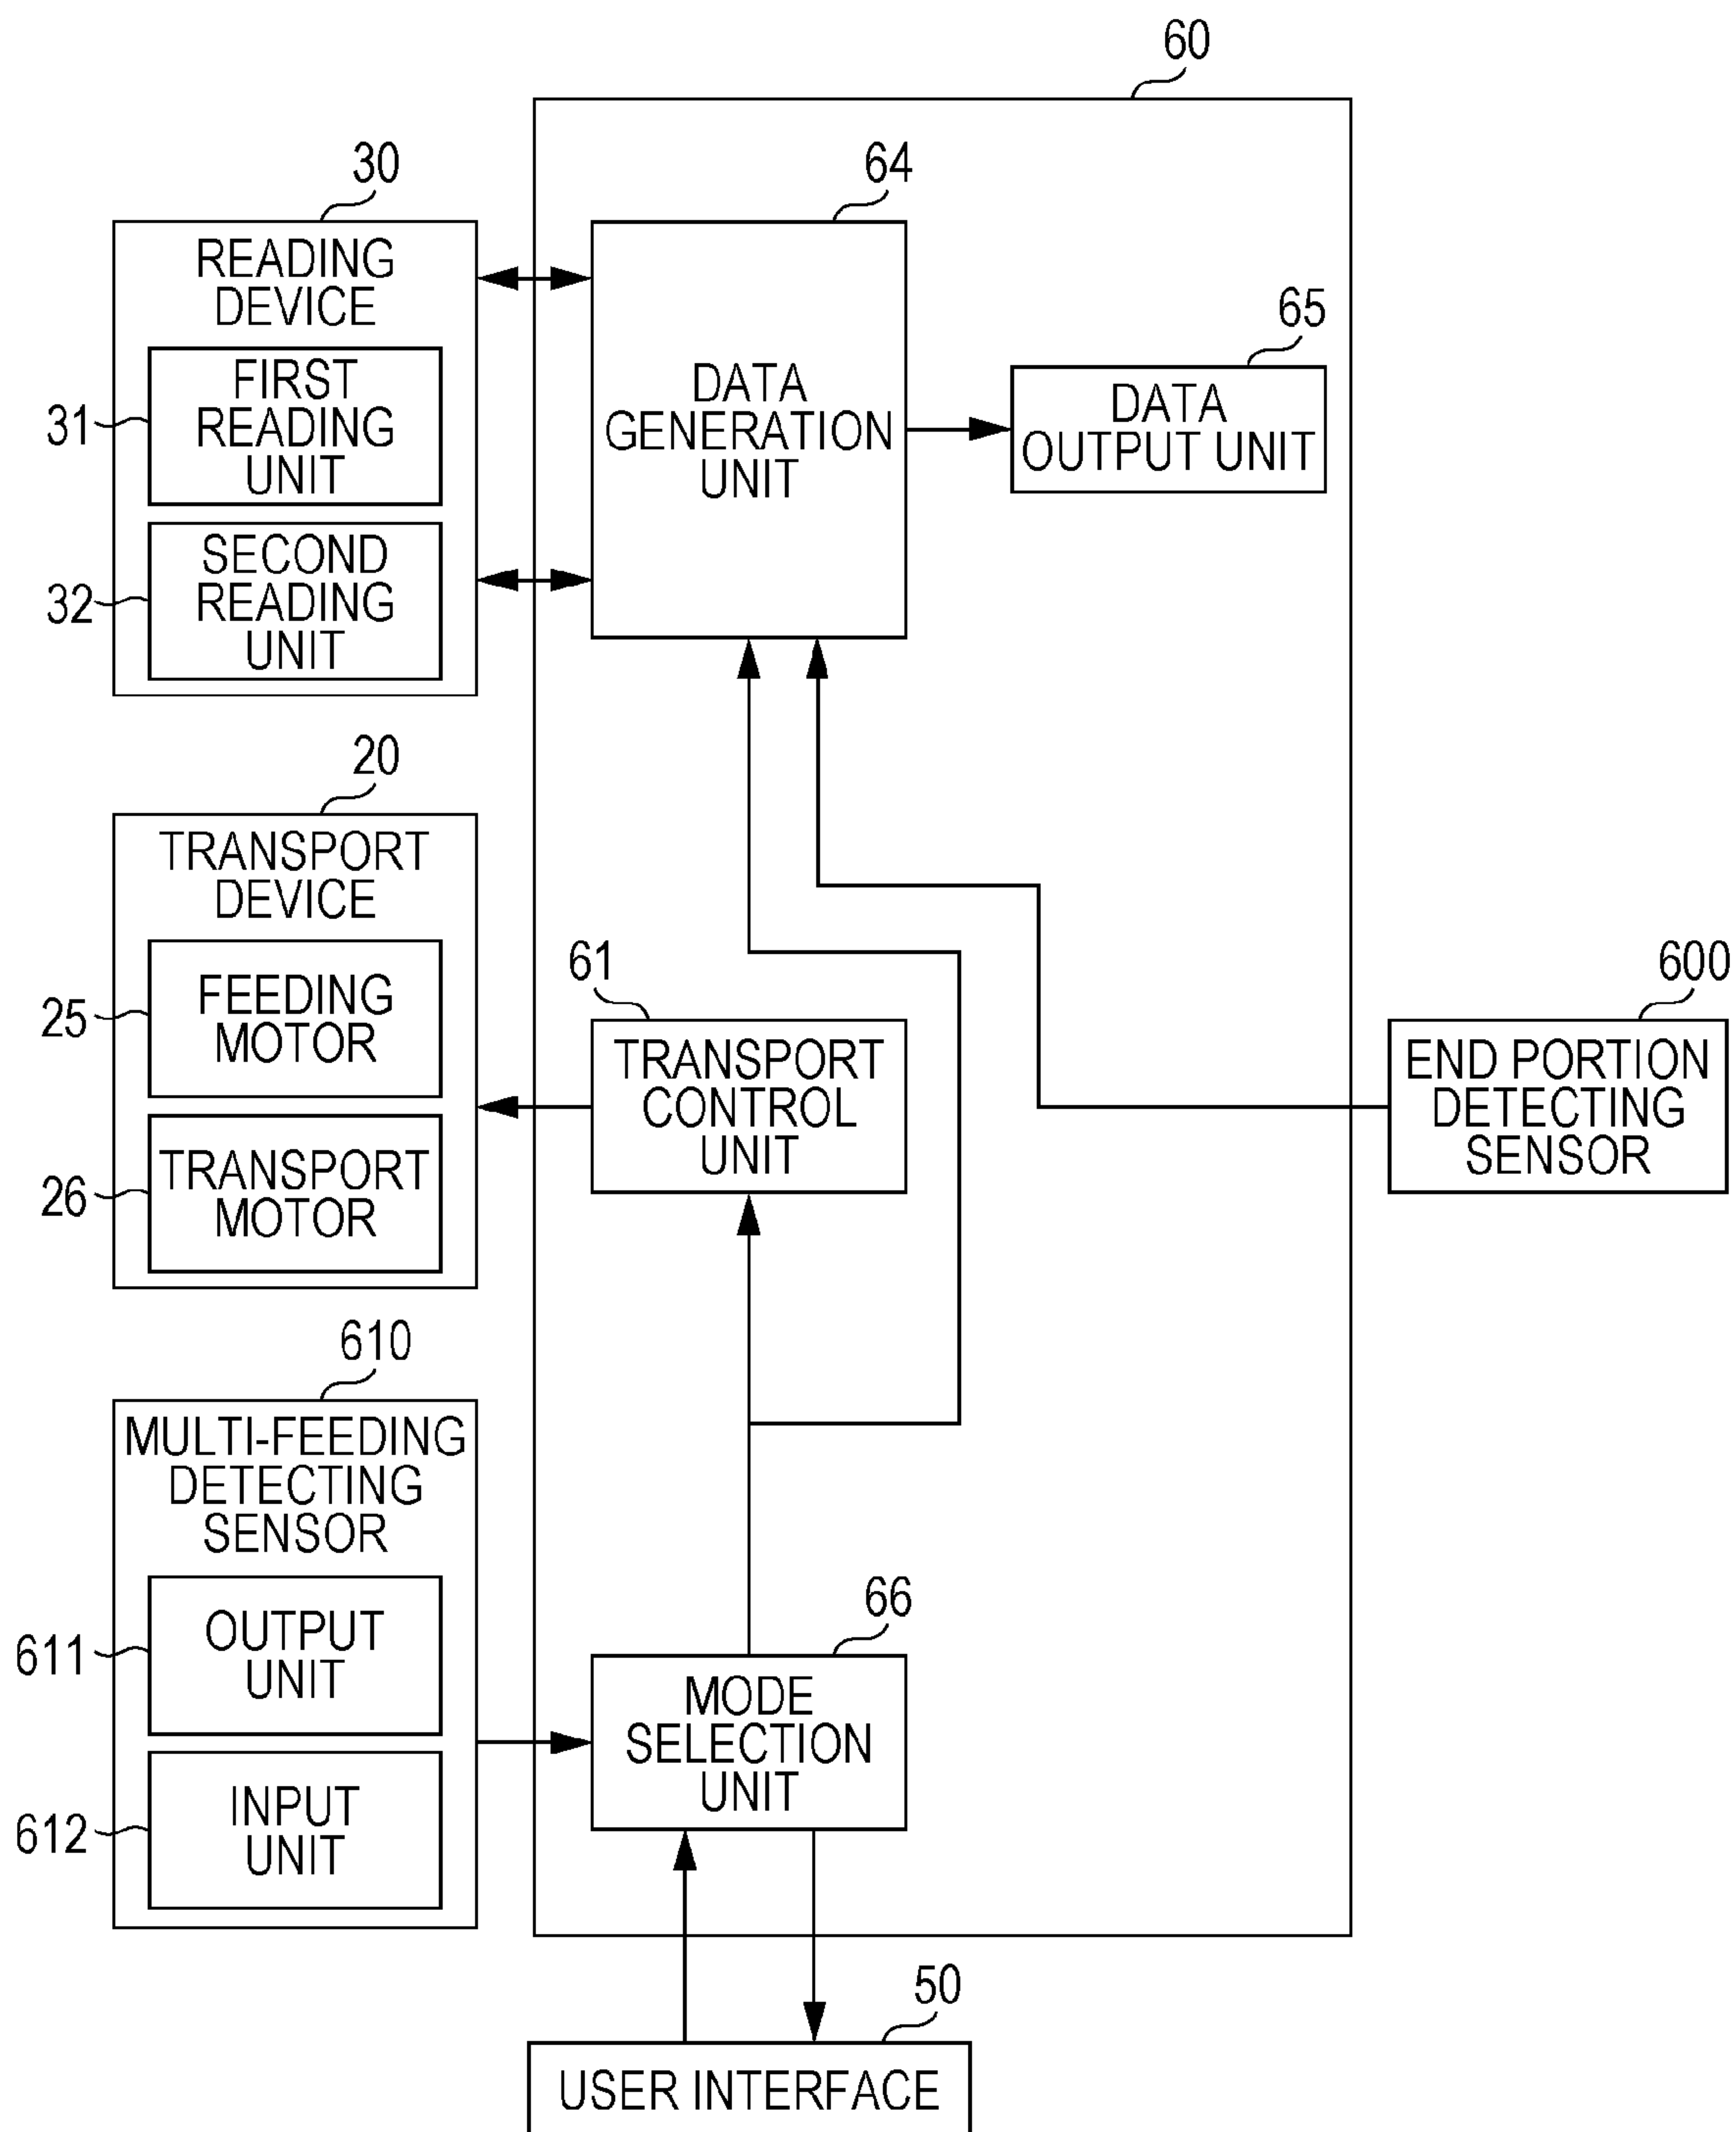 60
30
READING
DEVICE
31
FIRST
READING
UNIT
32
SECOND
READING
UNIT
64
DATA
GENERATION
UNIT
65
DATA
OUTPUT UNIT
20
TRANSPORT
DEVICE
25
FEEDING
MOTOR
26
TRANSPORT
MOTOR
61
TRANSPORT
CONTROL
UNIT
600
END PORTION
DETECTING
SENSOR
610
MULTI-FEEDING
DETECTING
SENSOR
611
OUTPUT
UNIT
612
INPUT
UNIT
66
MODE
SELECTION
UNIT
50
USER INTERFACE